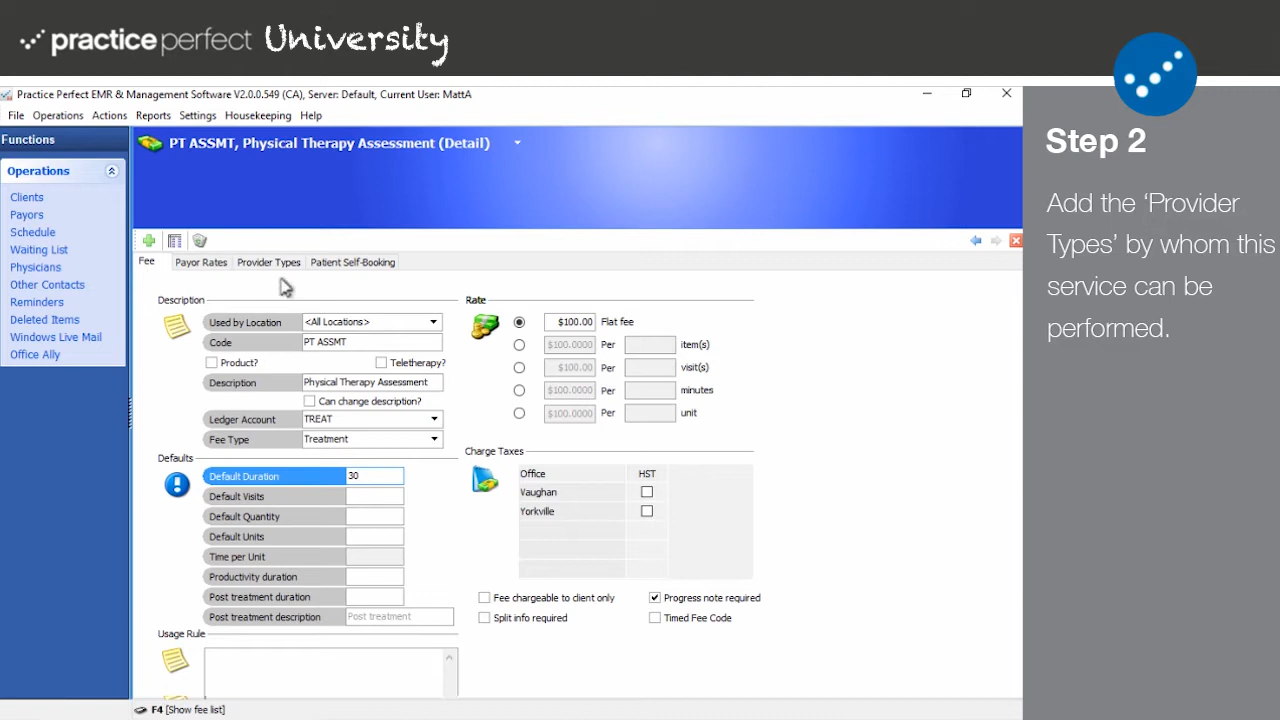 practice perfect University
Practice Perfect EMR & Management Software V2.0.0.549 (CA), Server: Default, Current User: MattA
File Operations Actions Reports Settings Housekeeping Help
Functions
Operations
Clients
Payors
Schedule
Waiting List
Physicians
Other Contacts
Reminders
Deleted Items
Windows Live Mail
Office Ally
PT ASSMT, Physical Therapy Assessment (Detail)
Fee Payor Rates Provider Types Patient Self-Booking
Description
Used by Location <All Locations>
Code PT ASSMT
Product? Teletherapy?
Description Physical Therapy Assessment
Can change description?
Ledger Account TREAT
Fee Type Treatment
Defaults
Default Duration 30
Default Visits
Default Quantity
Default Units
Time per Unit
Productivity duration
Post treatment duration
Post treatment description Post treatment
Usage Rule
Rate
$100.00 Flat fee
$100.0000 Per item(s)
$100.00 Per visit(s)
$100.0000 Per minutes
$100.0000 Per unit
Charge Taxes
Office HST
Vaughan
Yorkville
Fee chargeable to client only Progress note required
Split info required Timed Fee Code
F4 [Show fee list]
Step 2
Add the ‘Provider
Types’ by whom this
service can be
performed.